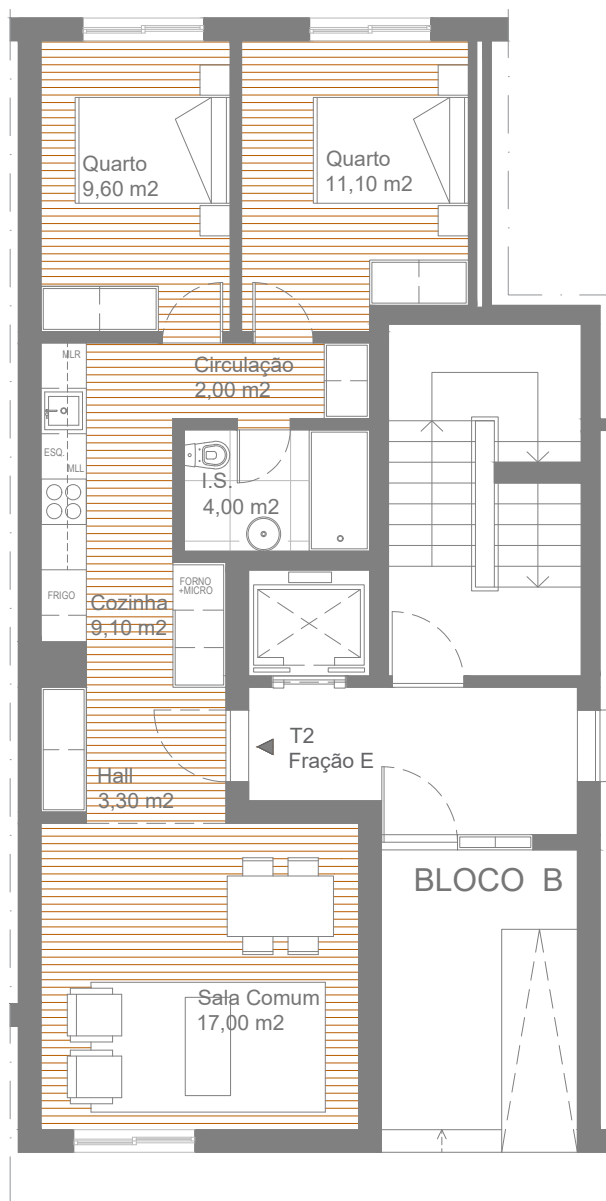 Quarto
9,60 m2
Quarto
11,10 m2
MLR
Circulação
2,00 m2
ESQ.
MLL
I.S.
4,00 m2
FORNO
+MICRO
FRIGO
Cozinha
9,10 m2
T2
Fração E
Hall
3,30 m2
BLOCO B
Sala Comum
17,00 m2